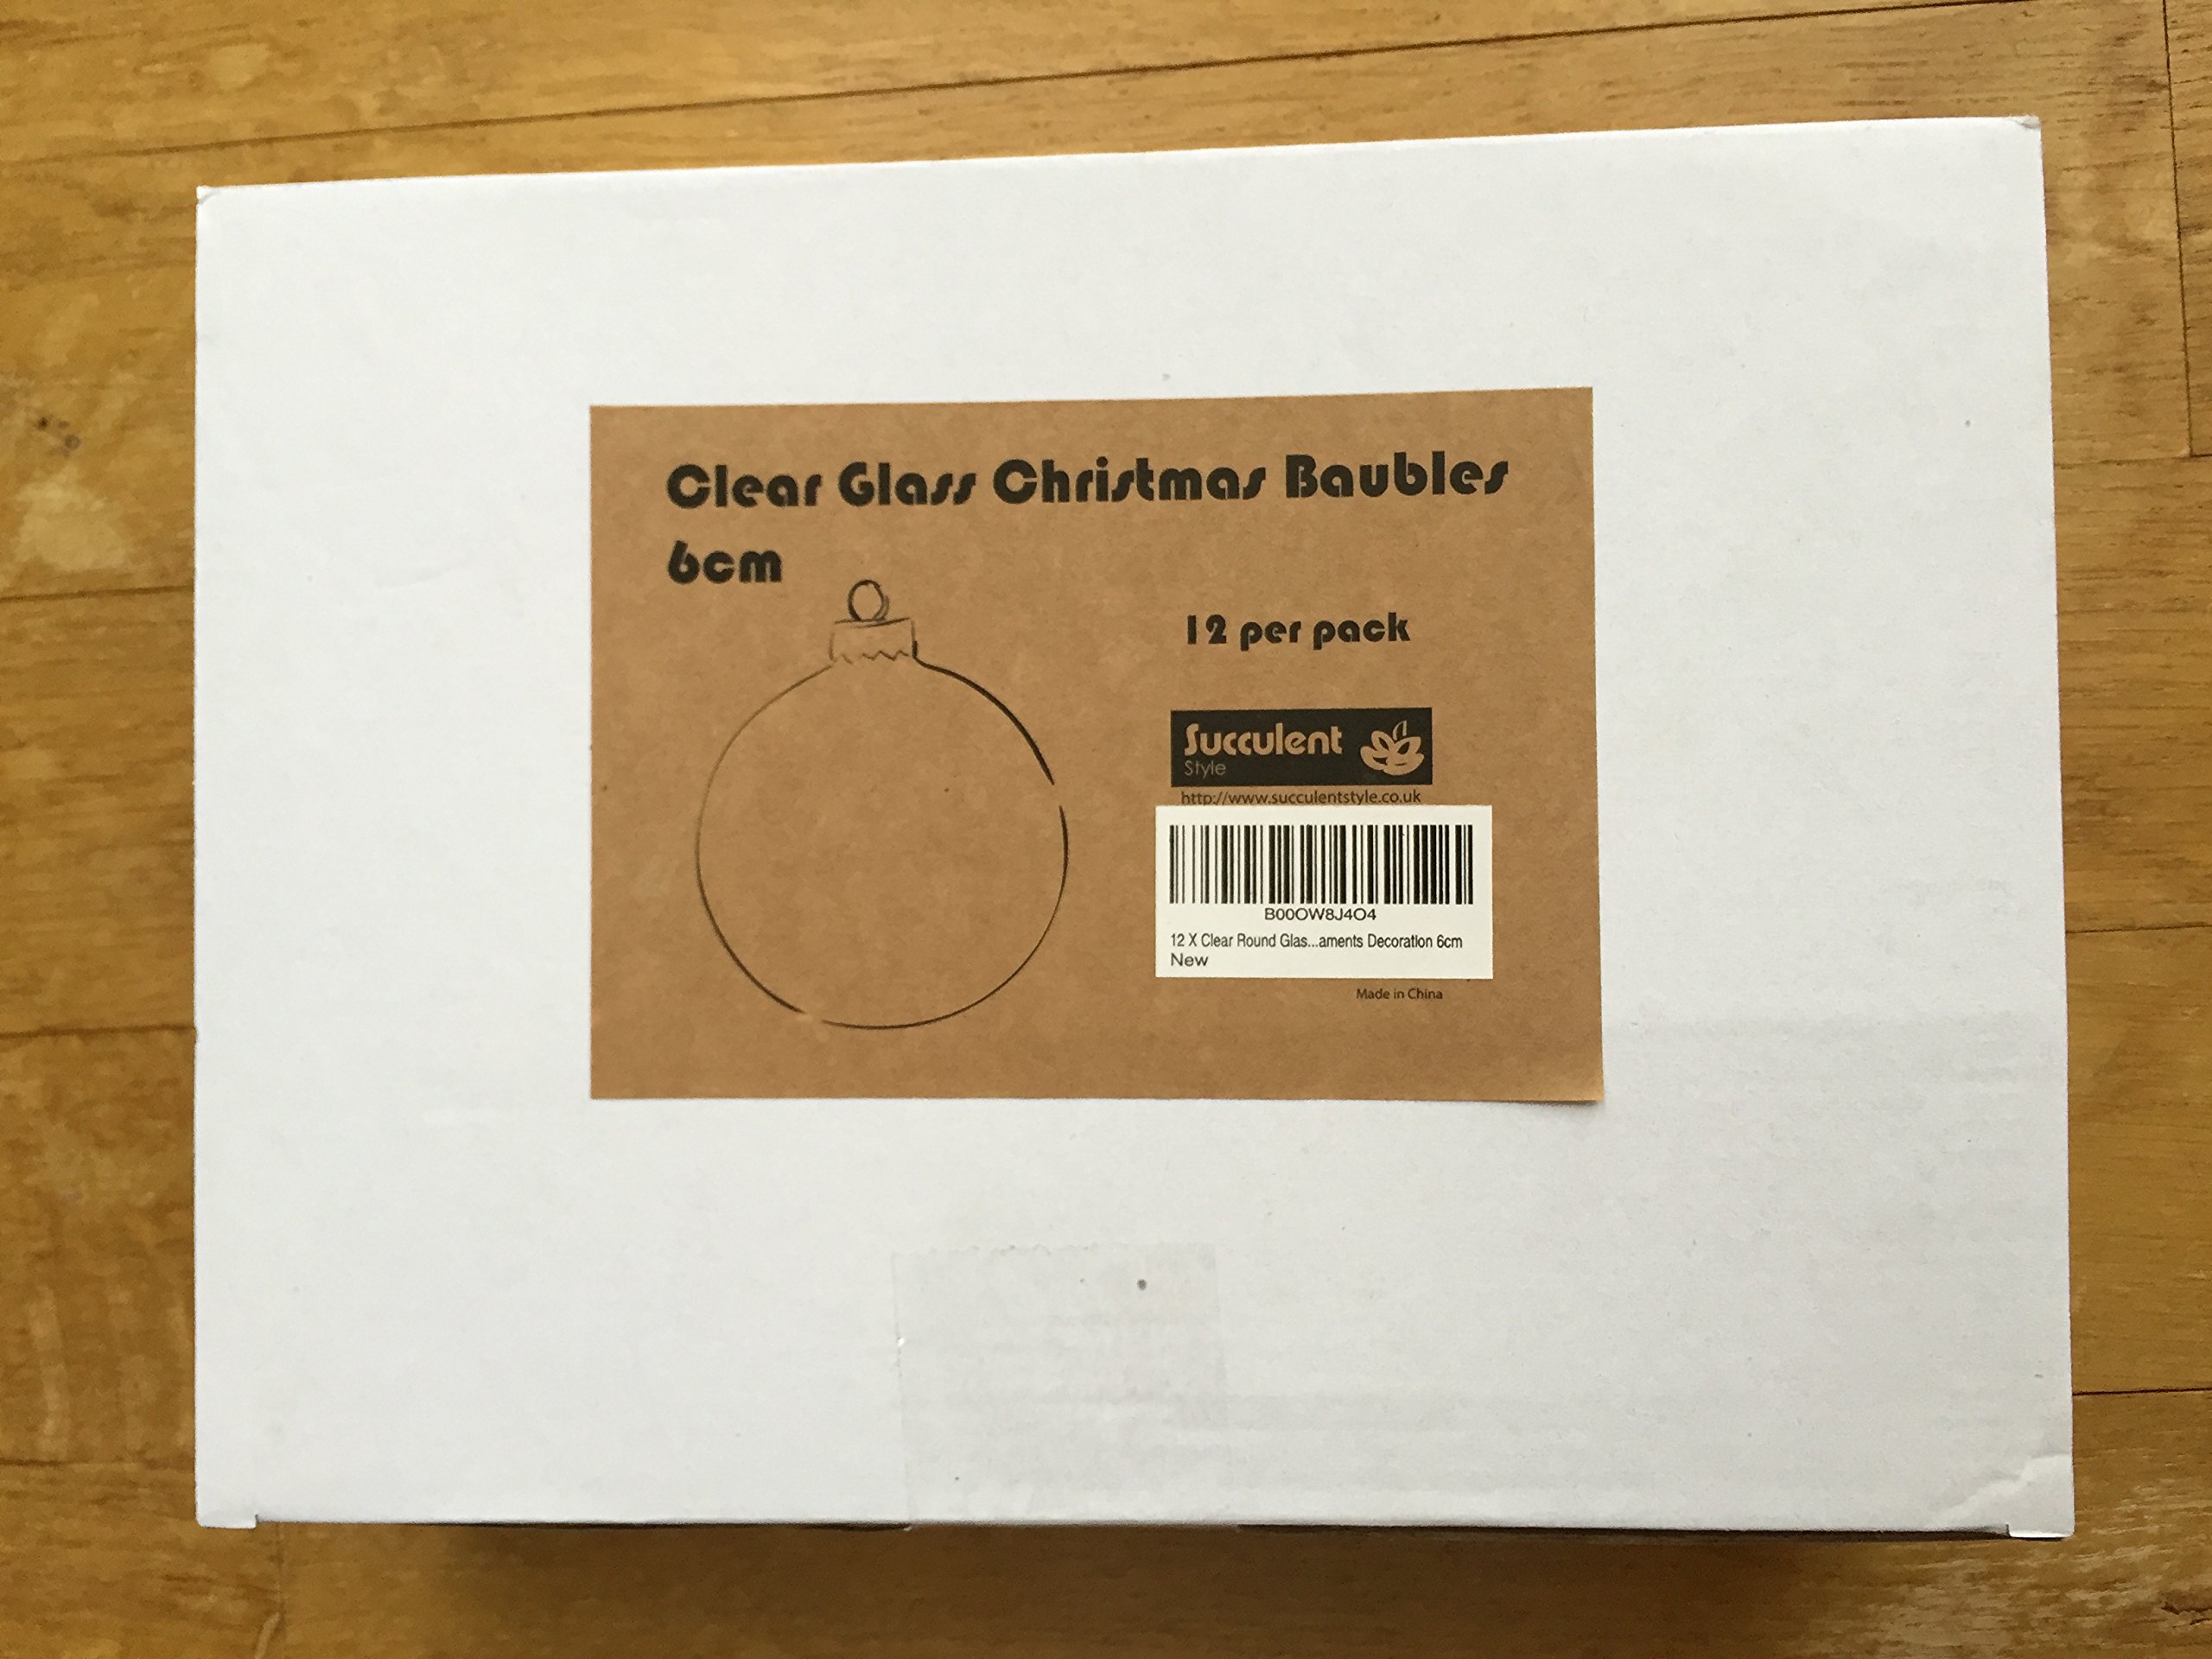 Clear Glass Christmas Baubles
6cm
12 per pack
Succulent
Style
http://www.succulentstyle.co.uk
B00OW8J4O4
12 X Clear Round Glas...aments Decoration 6cm
New
Made in China